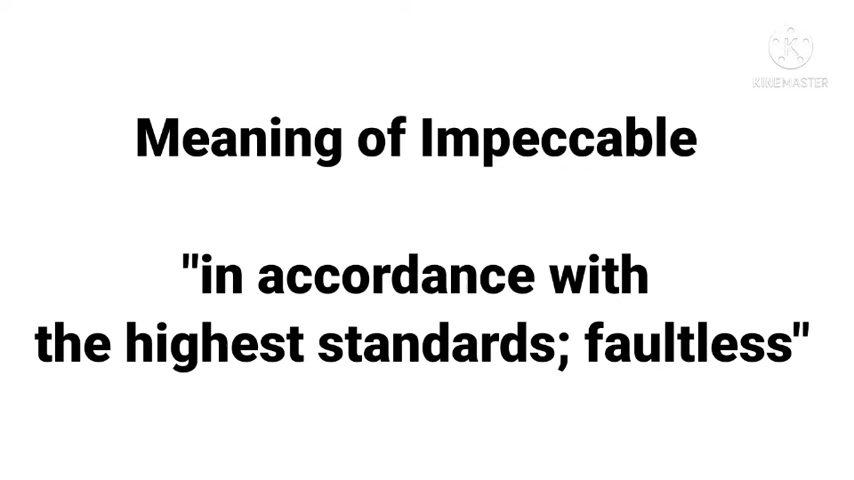 KINEMASTER
Meaning of Impeccable
"in accordance with
the highest standards; faultless"